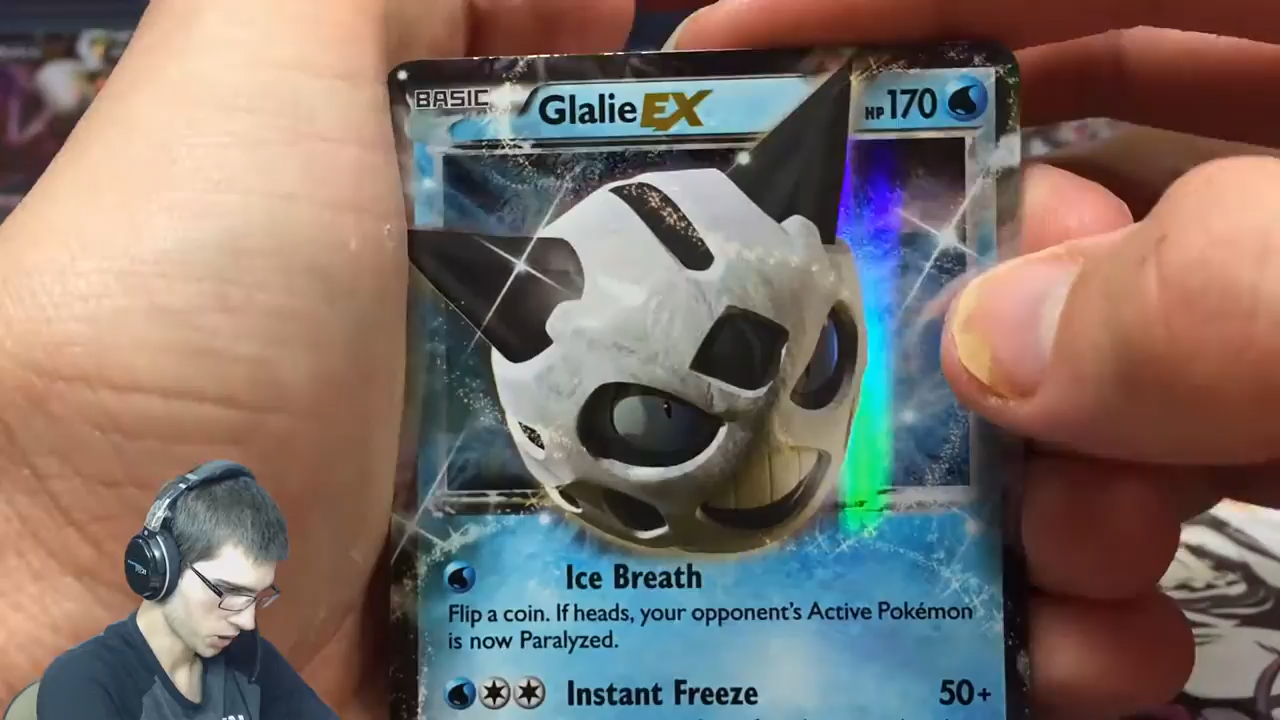 BASIC Glalie EX HP 170
Ice Breath
Flip a coin. If heads, your opponent's Active Pokémon
is now Paralyzed.
Instant Freeze 50+